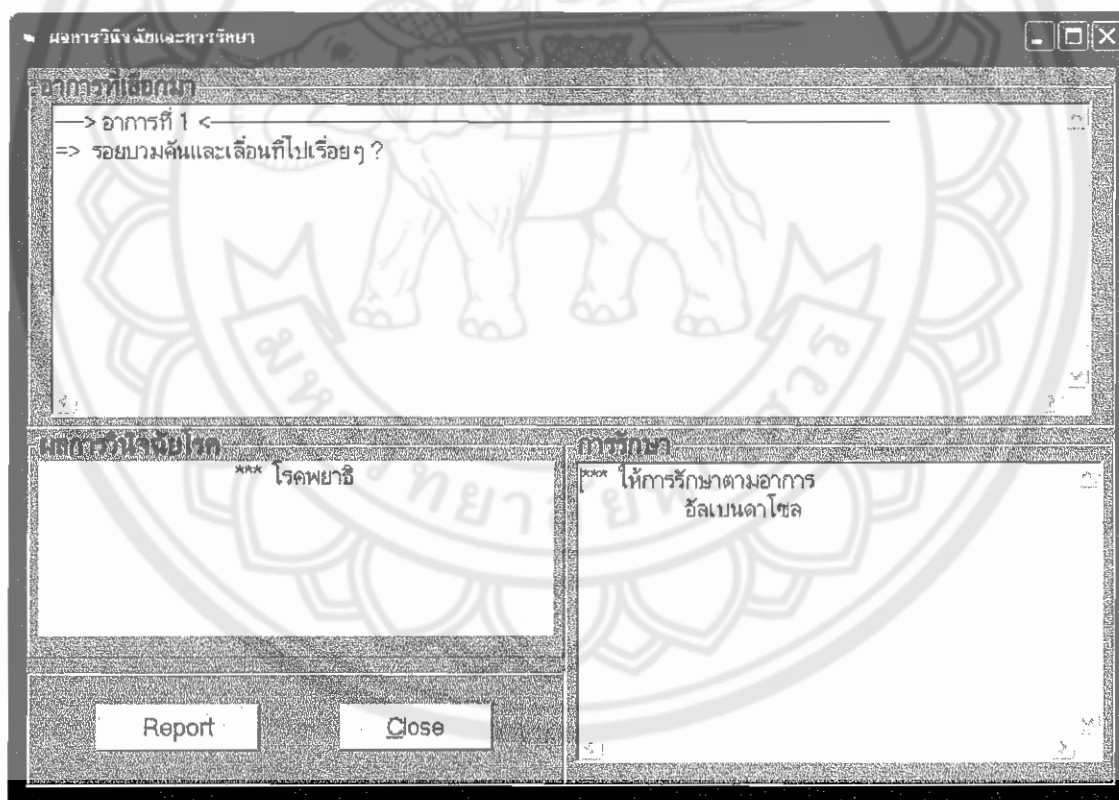 ผลการวินิจฉัยและการรักษา
อาการที่เลือกมา
——> อาการที่ 1 <——————————
=> รอยบวมคันและเลื่อนที่ไปเรื่อยๆ ?
ผลการวินิจฉัยโรค
*** โรคพยาธิ
การรักษา
*** ให้การรักษาตามอาการ
อัลเบนดาโซล
Report
Close